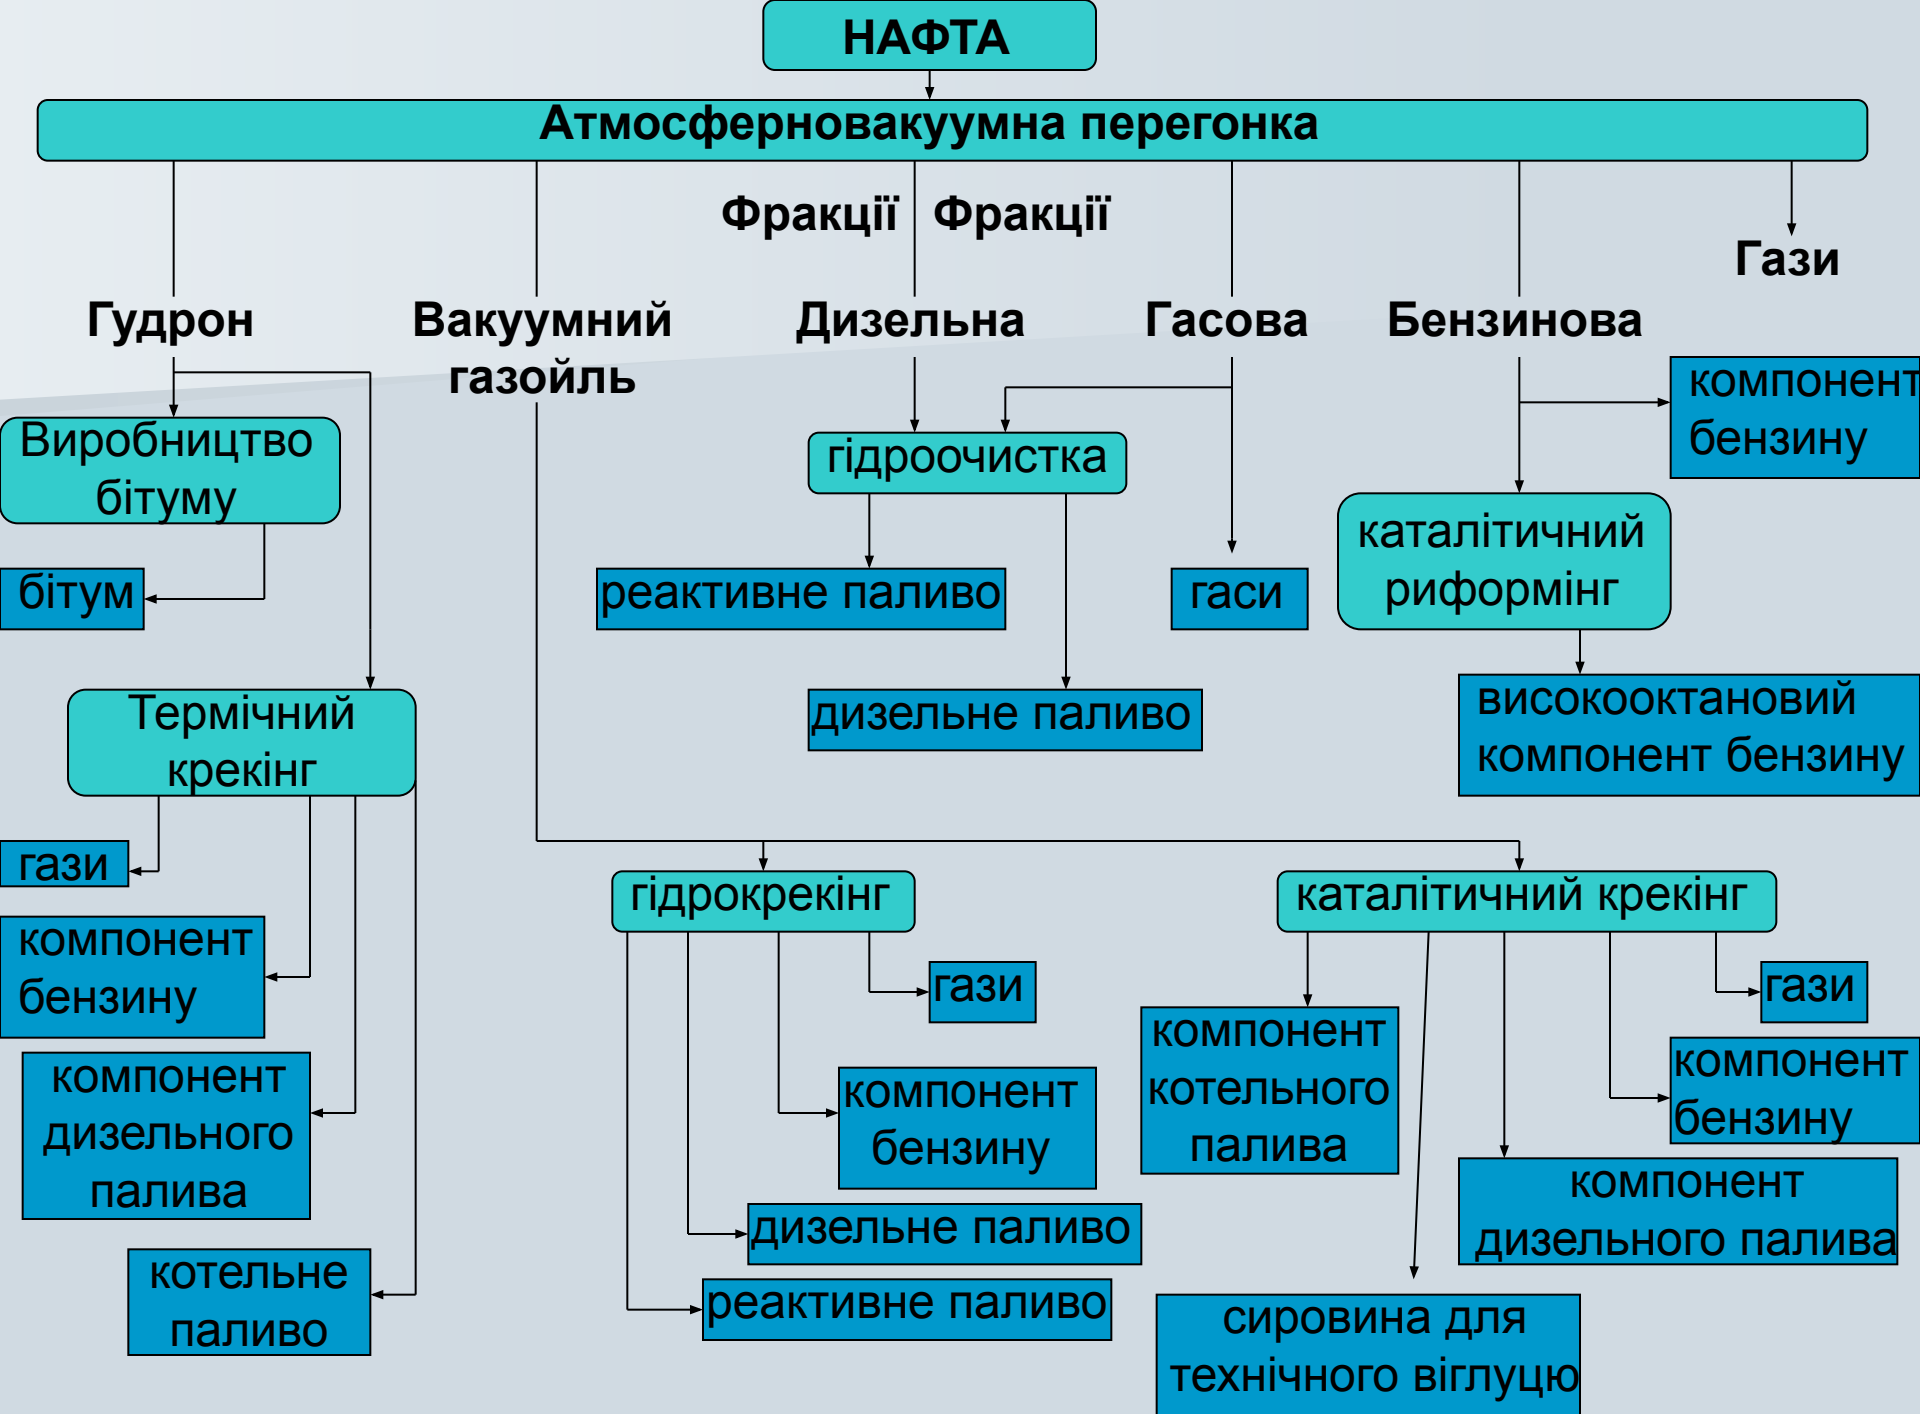 НАФТА
Атмосферновакуумна перегонка
Фракції Фракції
Гази
Гудрон
Вакуумний
газойль
Дизельна
Гасова
Бензинова
компонент
бензину
Виробництво
бітуму
гідроочистка
каталітичний
риформінг
бітум
реактивне паливо
гаси
дизельне паливо
високооктановий
компонент бензину
Термічний
крекінг
гази
компонент
бензину
компонент
дизельного
палива
котельне
паливо
гідрокрекінг
гази
компонент
бензину
дизельне паливо
реактивне паливо
каталітичний крекінг
гази
компонент
котельного
палива
компонент
бензину
компонент
дизельного палива
сировина для
технічного віглуцю